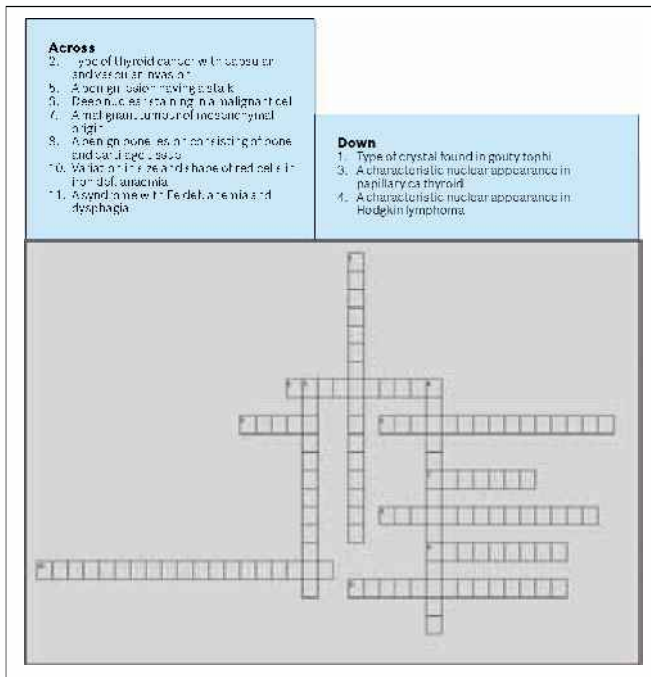 Across
2. Type of thyroid cancer with capsular
and vascular invasion
5. A benign lesion having a stalk
6. Deep nuclear staining in a malignant cell
7. A malignant tumour of mesenchymal
origin
9. A benign bone lesion consisting of bone
and cartilage tissue
10. Variation in size and shape of red cells in
iron def. anaemia
11. A syndrome with Fe def. anemia and
dysphagia
Down
1. Type of crystal found in gouty tophi
3. A characteristic nuclear appearance in
papillary ca thyroid
4. A characteristic nuclear appearance in
Hodgkin lymphoma